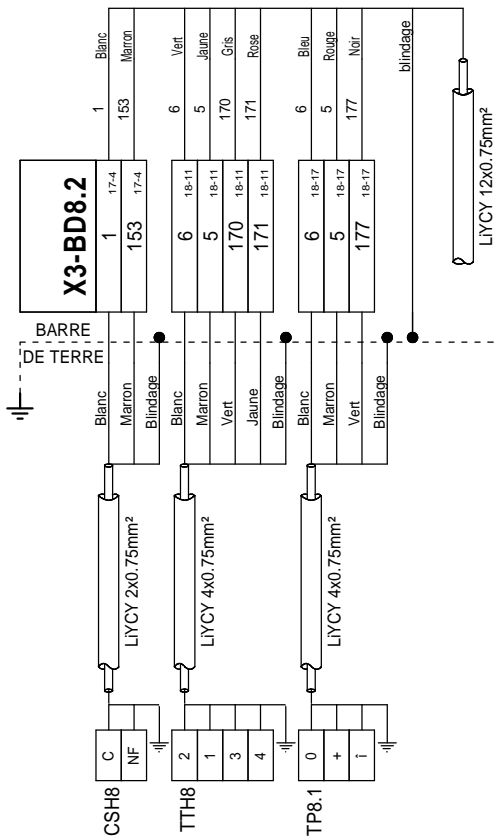 X3-BD8.2
BARRE
DE TERRE
CSH8
C
NF
LiYCY 2x0.75mm²
Blanc
Marron
Blindage
1 17-4
153 17-4
1
153
Blanc
Marron
TTH8
2
1
3
4
LiYCY 4x0.75mm²
Blanc
Marron
Vert
Jaune
Blindage
6 18-11
5 18-11
170 18-11
171 18-11
6
5
170
171
Vert
Jaune
Gris
Rose
TP8.1
0
+
î
LiYCY 4x0.75mm²
Blanc
Marron
Vert
Blindage
6 18-17
5 18-17
177 18-17
6
5
177
Bleu
Rouge
Noir
blindage
LiYCY 12x0.75mm²